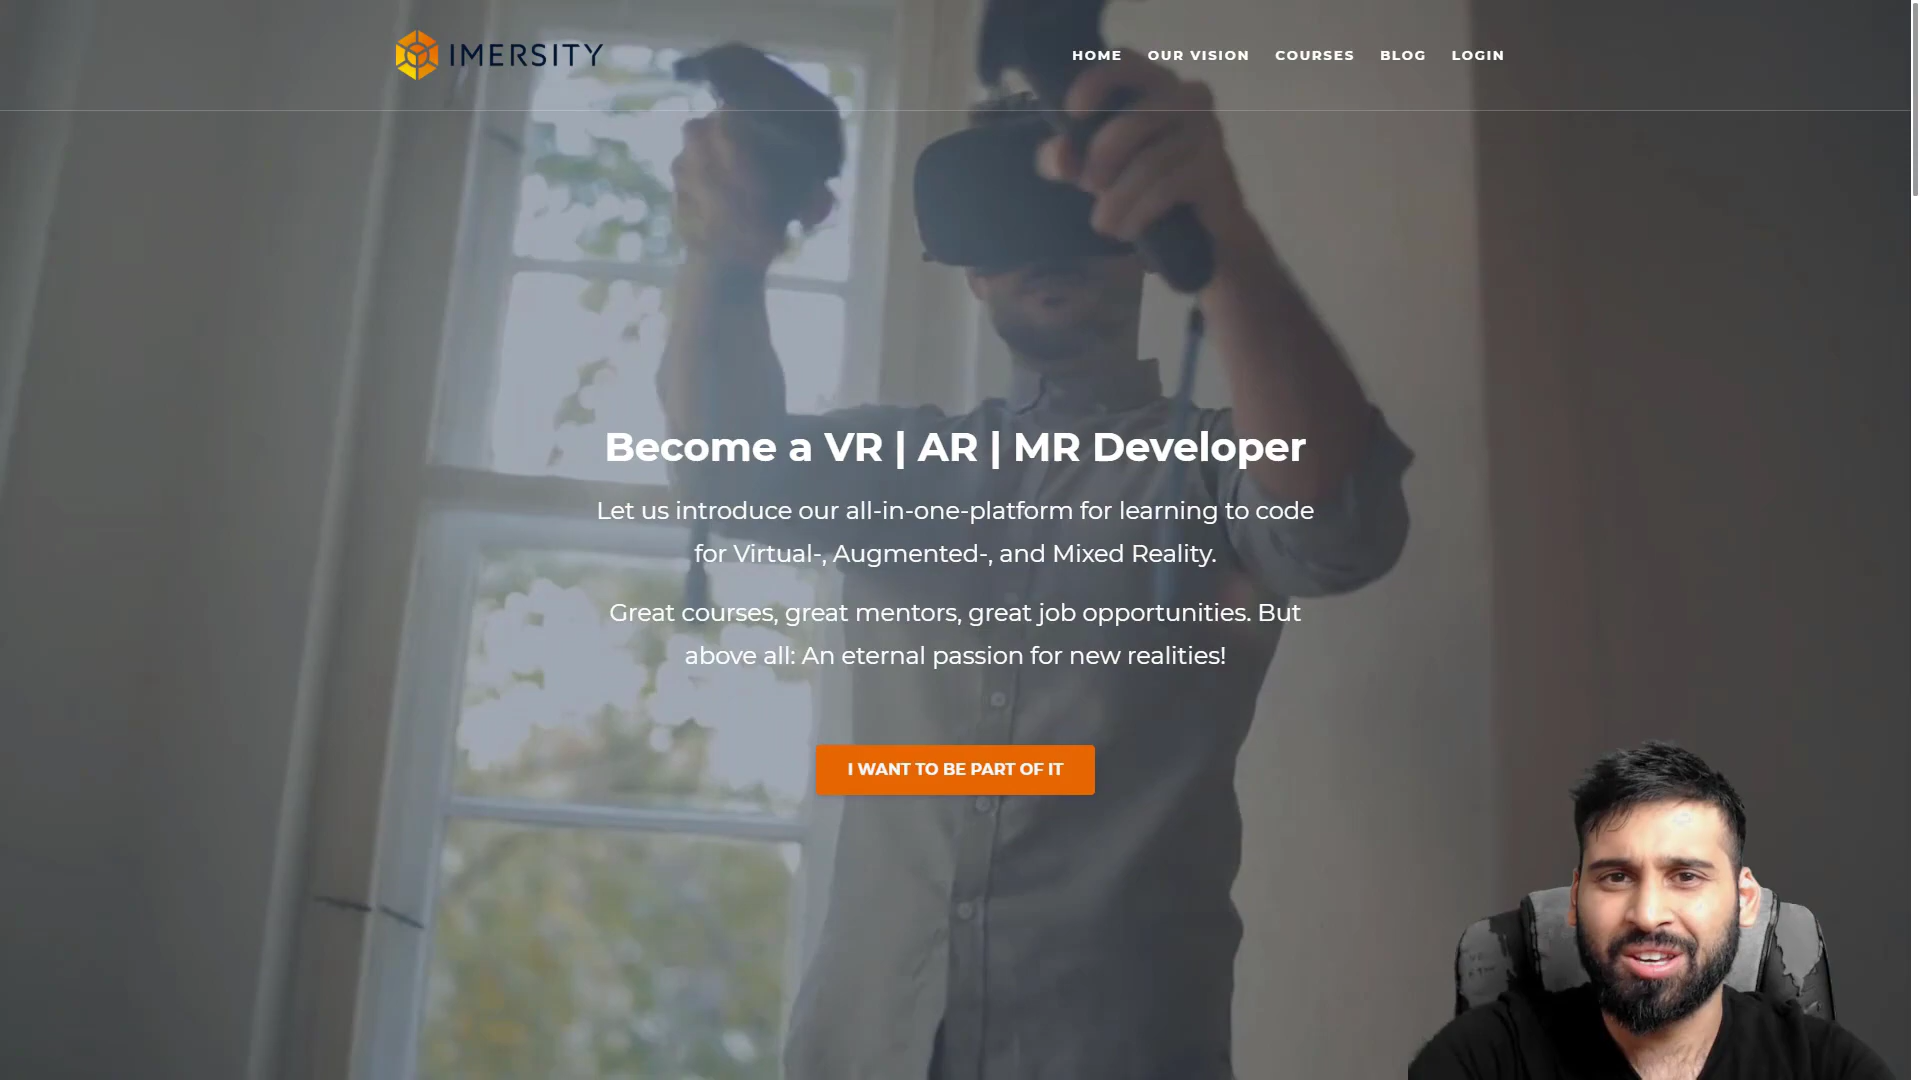 IMERSITY
HOME OUR VISION COURSES BLOG LOGIN
Become a VR | AR | MR Developer
Let us introduce our all-in-one-platform for learning to code
for Virtual-, Augmented-, and Mixed Reality.
Great courses, great mentors, great job opportunities. But
above all: An eternal passion for new realities!
I WANT TO BE PART OF IT